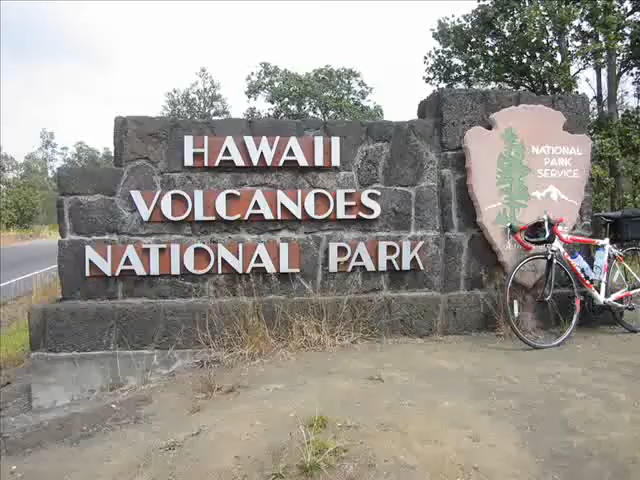 HAWAII
VOLCANOES
NATIONAL PARK
NATIONAL
PARK
SERVICE